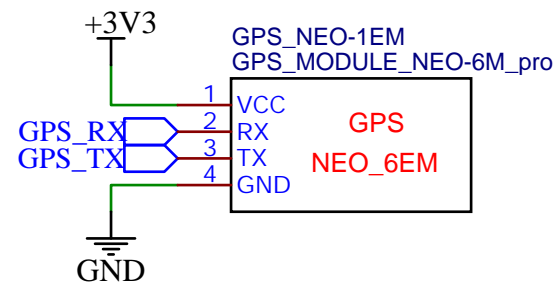 +3V3
GPS_NEO-1EM
GPS_MODULE_NEO-6M_pro
1 VCC
GPS_RX 2 RX
GPS_TX 3 TX
4 GND
GPS
NEO_6EM
GND